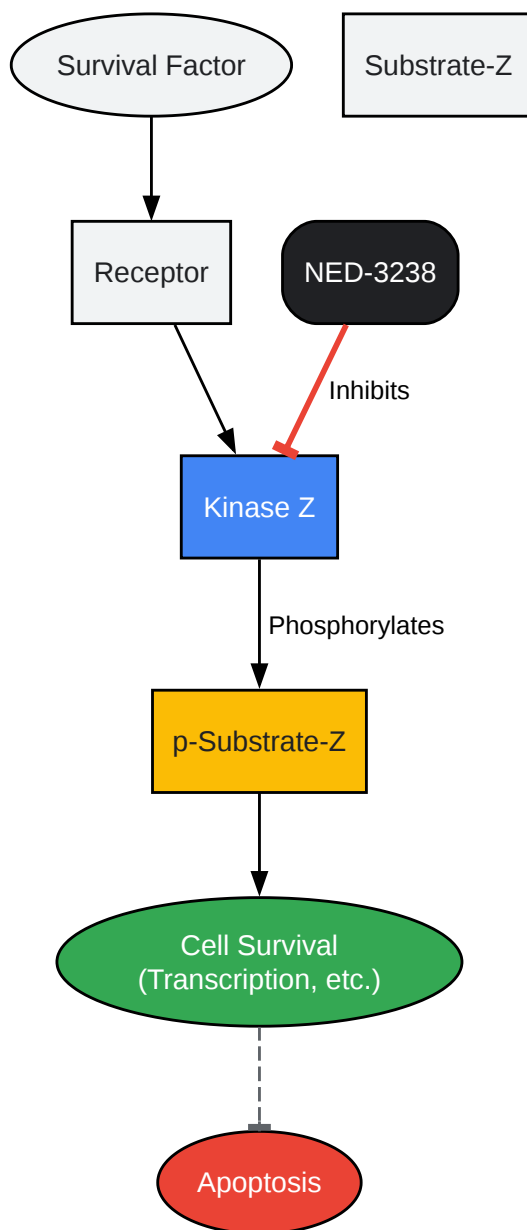 Survival Factor
Substrate-Z
Receptor
NED-3238
Inhibits
Kinase Z
Phosphorylates
p-Substrate-Z
Cell Survival
(Transcription, etc.)
Apoptosis